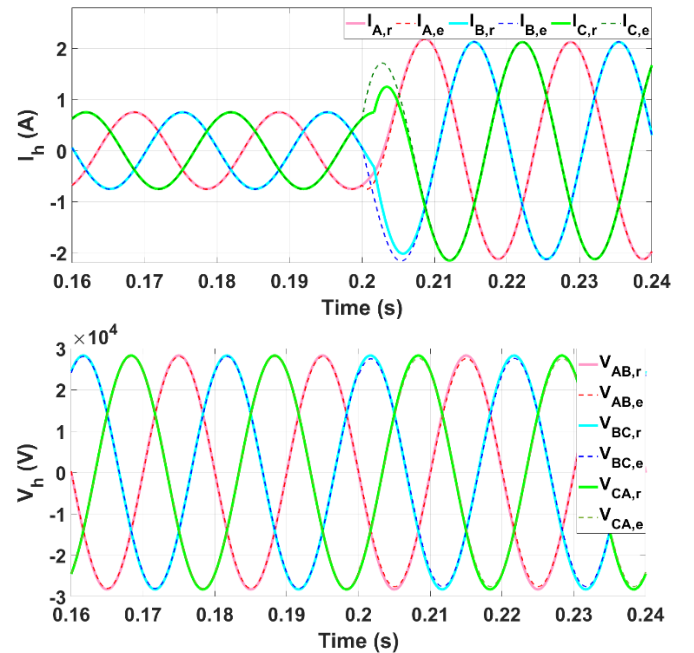 I_A,r I_A,e I_B,r I_B,e I_C,r I_C,e
2
1
0
-1
-2
I_h (A)
0.16 0.17 0.18 0.19 0.2 0.21 0.22 0.23 0.24
Time (s)
×10^4
3
2
1
0
-1
-2
-3
V_h (V)
V_AB,r
V_AB,e
V_BC,r
V_BC,e
V_CA,r
V_CA,e
0.16 0.17 0.18 0.19 0.2 0.21 0.22 0.23 0.24
Time (s)